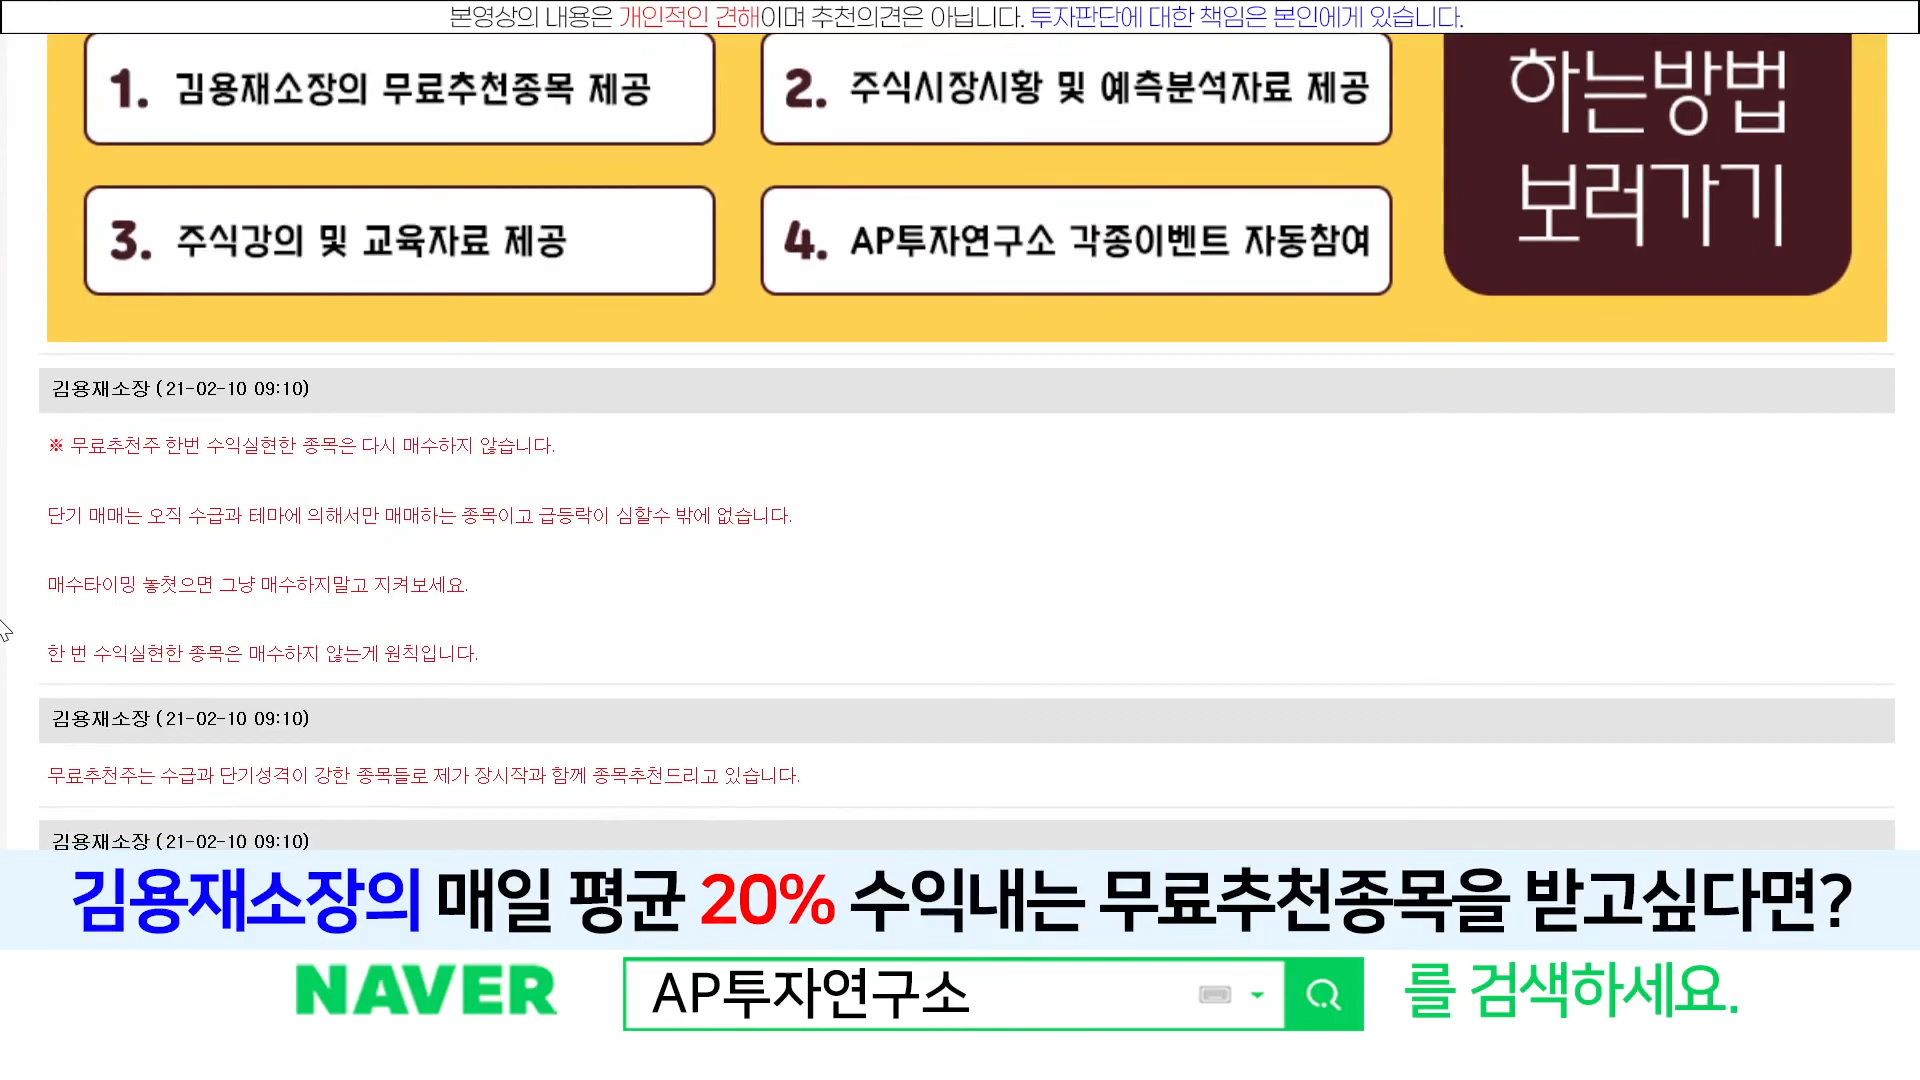 본영상의 내용은 개인적인 견해이며 추천의견은 아닙니다. 투자판단에 대한 책임은 본인에게 있습니다.
1. 김용재소장의 무료추천종목 제공
2. 주식시장시황 및 예측분석자료 제공
3. 주식강의 및 교육자료 제공
4. AP투자연구소 각종이벤트 자동참여
하는방법
보러가기
김용재소장 (21-02-10 09:10)
※ 무료추천주 한번 수익실현한 종목은 다시 매수하지 않습니다.
단기 매매는 오직 수급과 테마에 의해서만 매매하는 종목이고 급등락이 심할수 밖에 없습니다.
매수타이밍 놓쳤으면 그냥 매수하지말고 지켜보세요.
한 번 수익실현한 종목은 매수하지 않는게 원칙입니다.
김용재소장 (21-02-10 09:10)
무료추천주는 수급과 단기성격이 강한 종목들로 제가 장시작과 함께 종목추천드리고 있습니다.
김용재소장 (21-02-10 09:10)
김용재소장의 매일 평균 20% 수익내는 무료추천종목을 받고싶다면?
NAVER AP투자연구소 를 검색하세요.